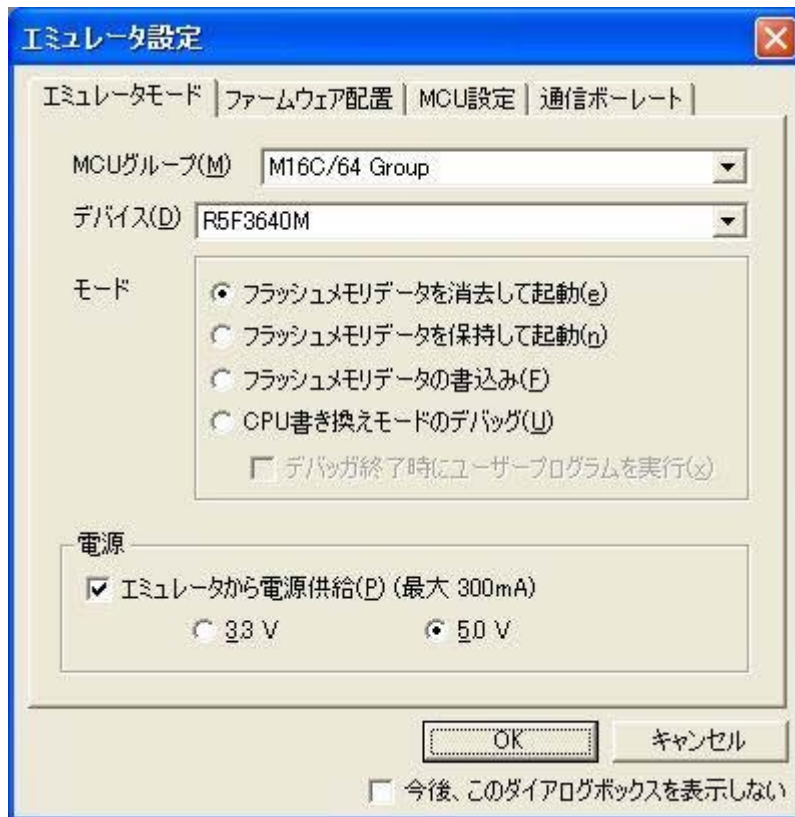 エミュレータ設定
エミュレータモード ファームウェア配置 MCU設定 通信ボーレート
MCUグループ(M) M16C/64 Group
デバイス(D) R5F3640M
モード
フラッシュメモリデータを消去して起動(e)
フラッシュメモリデータを保持して起動(n)
フラッシュメモリデータの書込み(F)
CPU書き換えモードのデバッグ(U)
デバッガ終了時にユーザープログラムを実行(x)
電源
エミュレータから電源供給(P) (最大 300mA)
3.3 V 5.0 V
OK キャンセル
今後、このダイアログボックスを表示しない